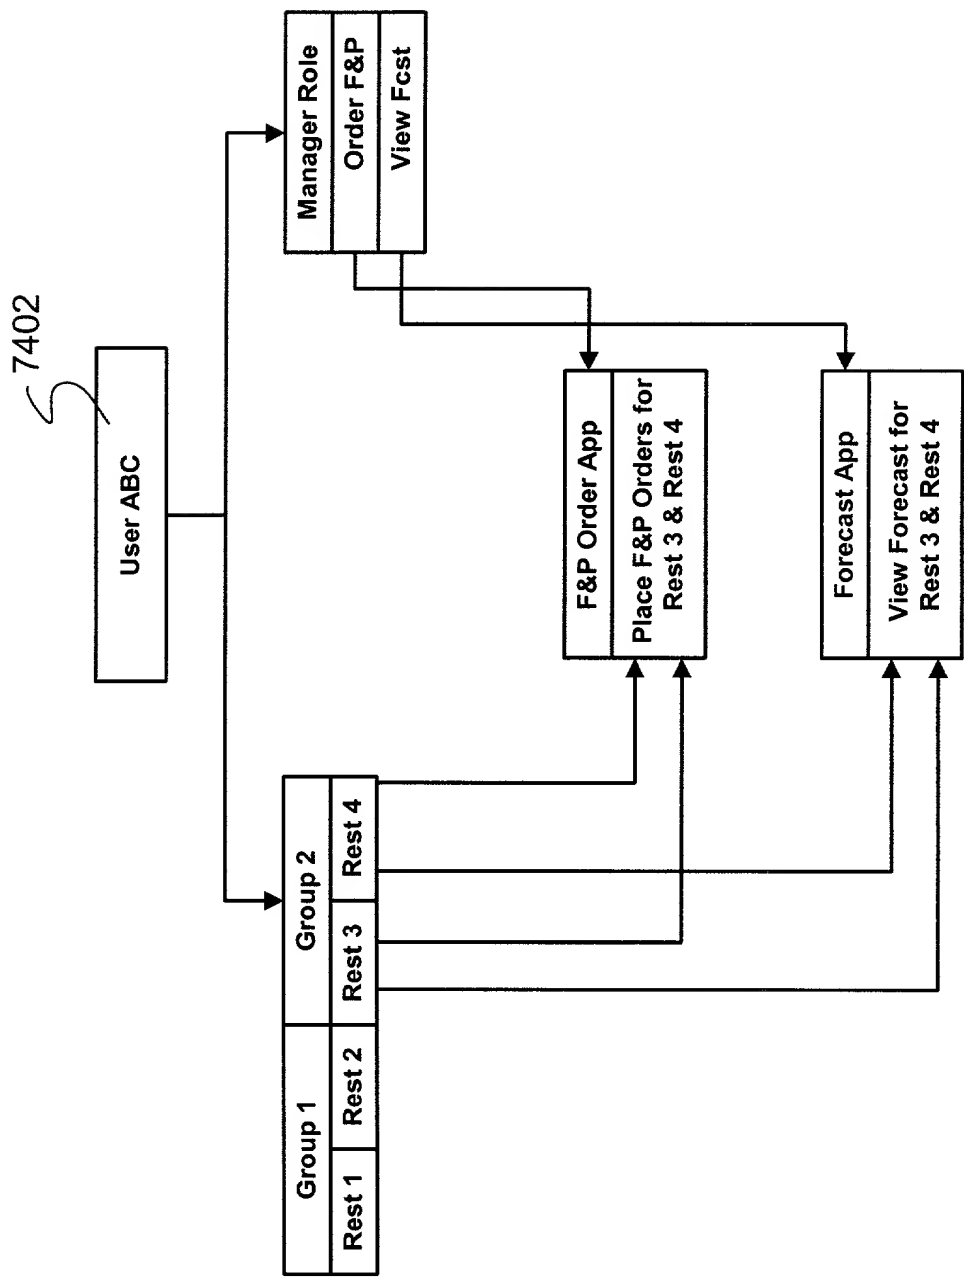 7402
User ABC
Group 1
Group 2
Rest 1
Rest 2
Rest 3
Rest 4
Manager Role
Order F&P
View Fcst
F&P Order App
Place F&P Orders for
Rest 3 & Rest 4
Forecast App
View Forecast for
Rest 3 & Rest 4